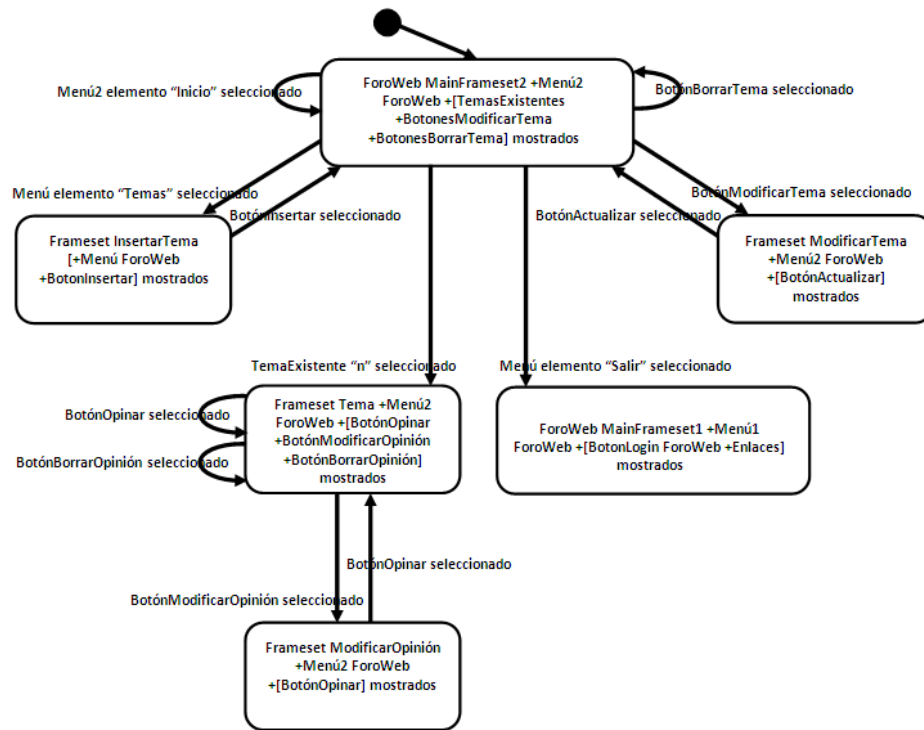 ForoWeb MainFrameset2 +Menú2
ForoWeb +[TemasExistentes
+BotonesModificarTema
+BotonesBorrarTema] mostrados
Menú2 elemento “Inicio” seleccionado
BotónBorrarTema seleccionado
Menú elemento “Temas” seleccionado
BotónInsertar seleccionado
BotónActualizar seleccionado
BotónModificarTema seleccionado
Frameset InsertarTema
[+Menú ForoWeb
+BotonInsertar] mostrados
Frameset ModificarTema
+Menú2 ForoWeb
+[BotónActualizar]
mostrados
TemaExistente “n” seleccionado
Menú elemento “Salir” seleccionado
BotónOpinar seleccionado
BotónBorrarOpinión seleccionado
Frameset Tema +Menú2
ForoWeb +[BotónOpinar
+BotónModificarOpinión
+BotónBorrarOpinión]
mostrados
ForoWeb MainFrameset1 +Menú1
ForoWeb +[BotonLogin ForoWeb +Enlaces]
mostrados
BotónOpinar seleccionado
BotónModificarOpinión seleccionado
Frameset ModificarOpinión
+Menú2 ForoWeb
+[BotónOpinar] mostrados